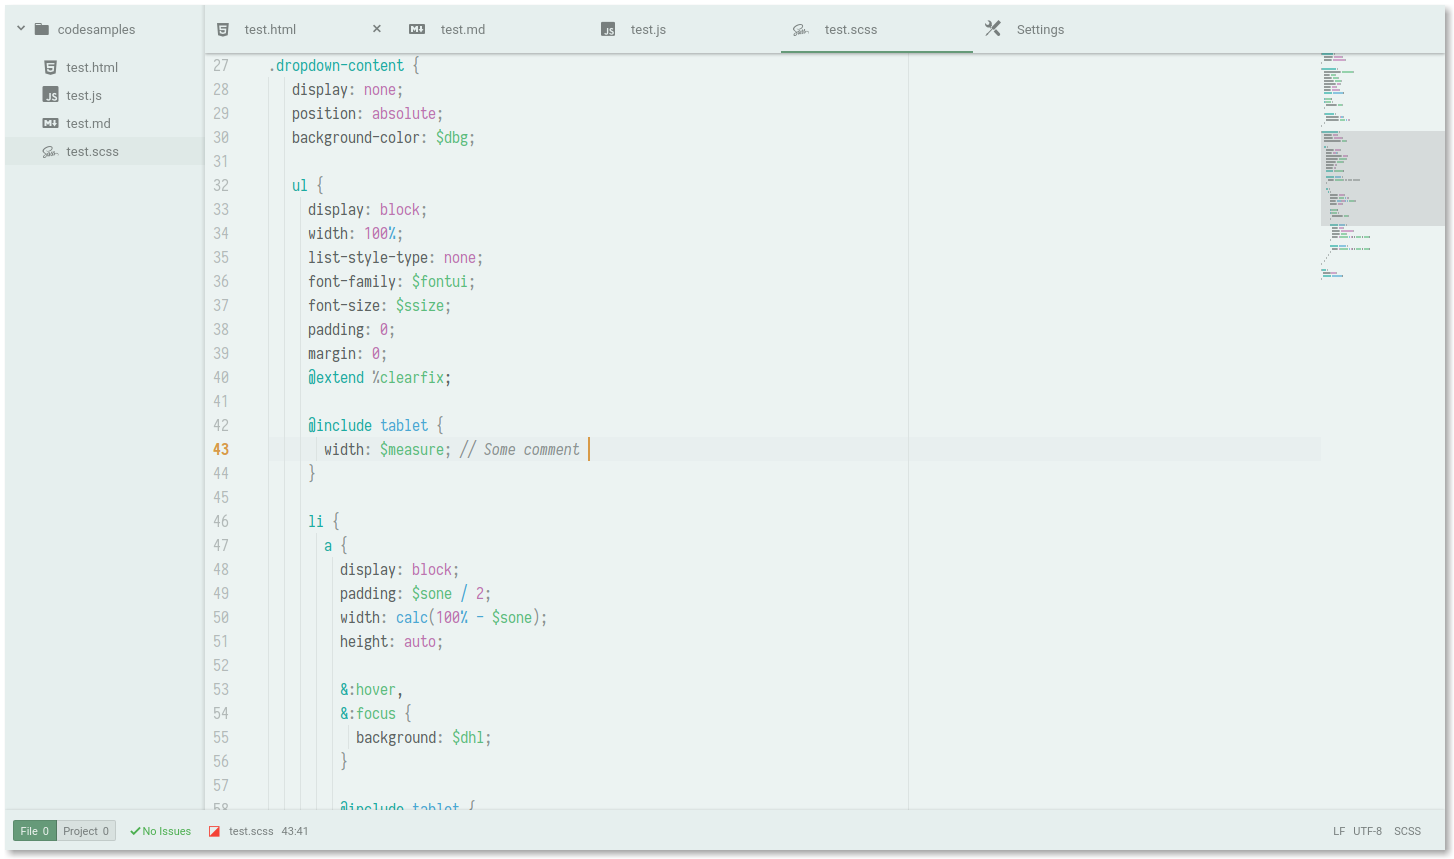 codesamples
test.html
test.js
test.md
test.scss
test.html × test.md test.js test.scss Settings
27 .dropdown-content {
28 display: none;
29 position: absolute;
30 background-color: $dbg;
31
32 ul {
33 display: block;
34 width: 100%;
35 list-style-type: none;
36 font-family: $fontui;
37 font-size: $ssize;
38 padding: 0;
39 margin: 0;
40 @extend %clearfix;
41
42 @include tablet {
43 width: $measure; // Some comment
44 }
45
46 li {
47 a {
48 display: block;
49 padding: $sone / 2;
50 width: calc(100% - $sone);
51 height: auto;
52
53 &:hover,
54 &:focus {
55 background: $dhl;
56 }
57
58 @include tablet {
File 0 Project 0 No Issues test.scss 43:41 LF UTF-8 SCSS